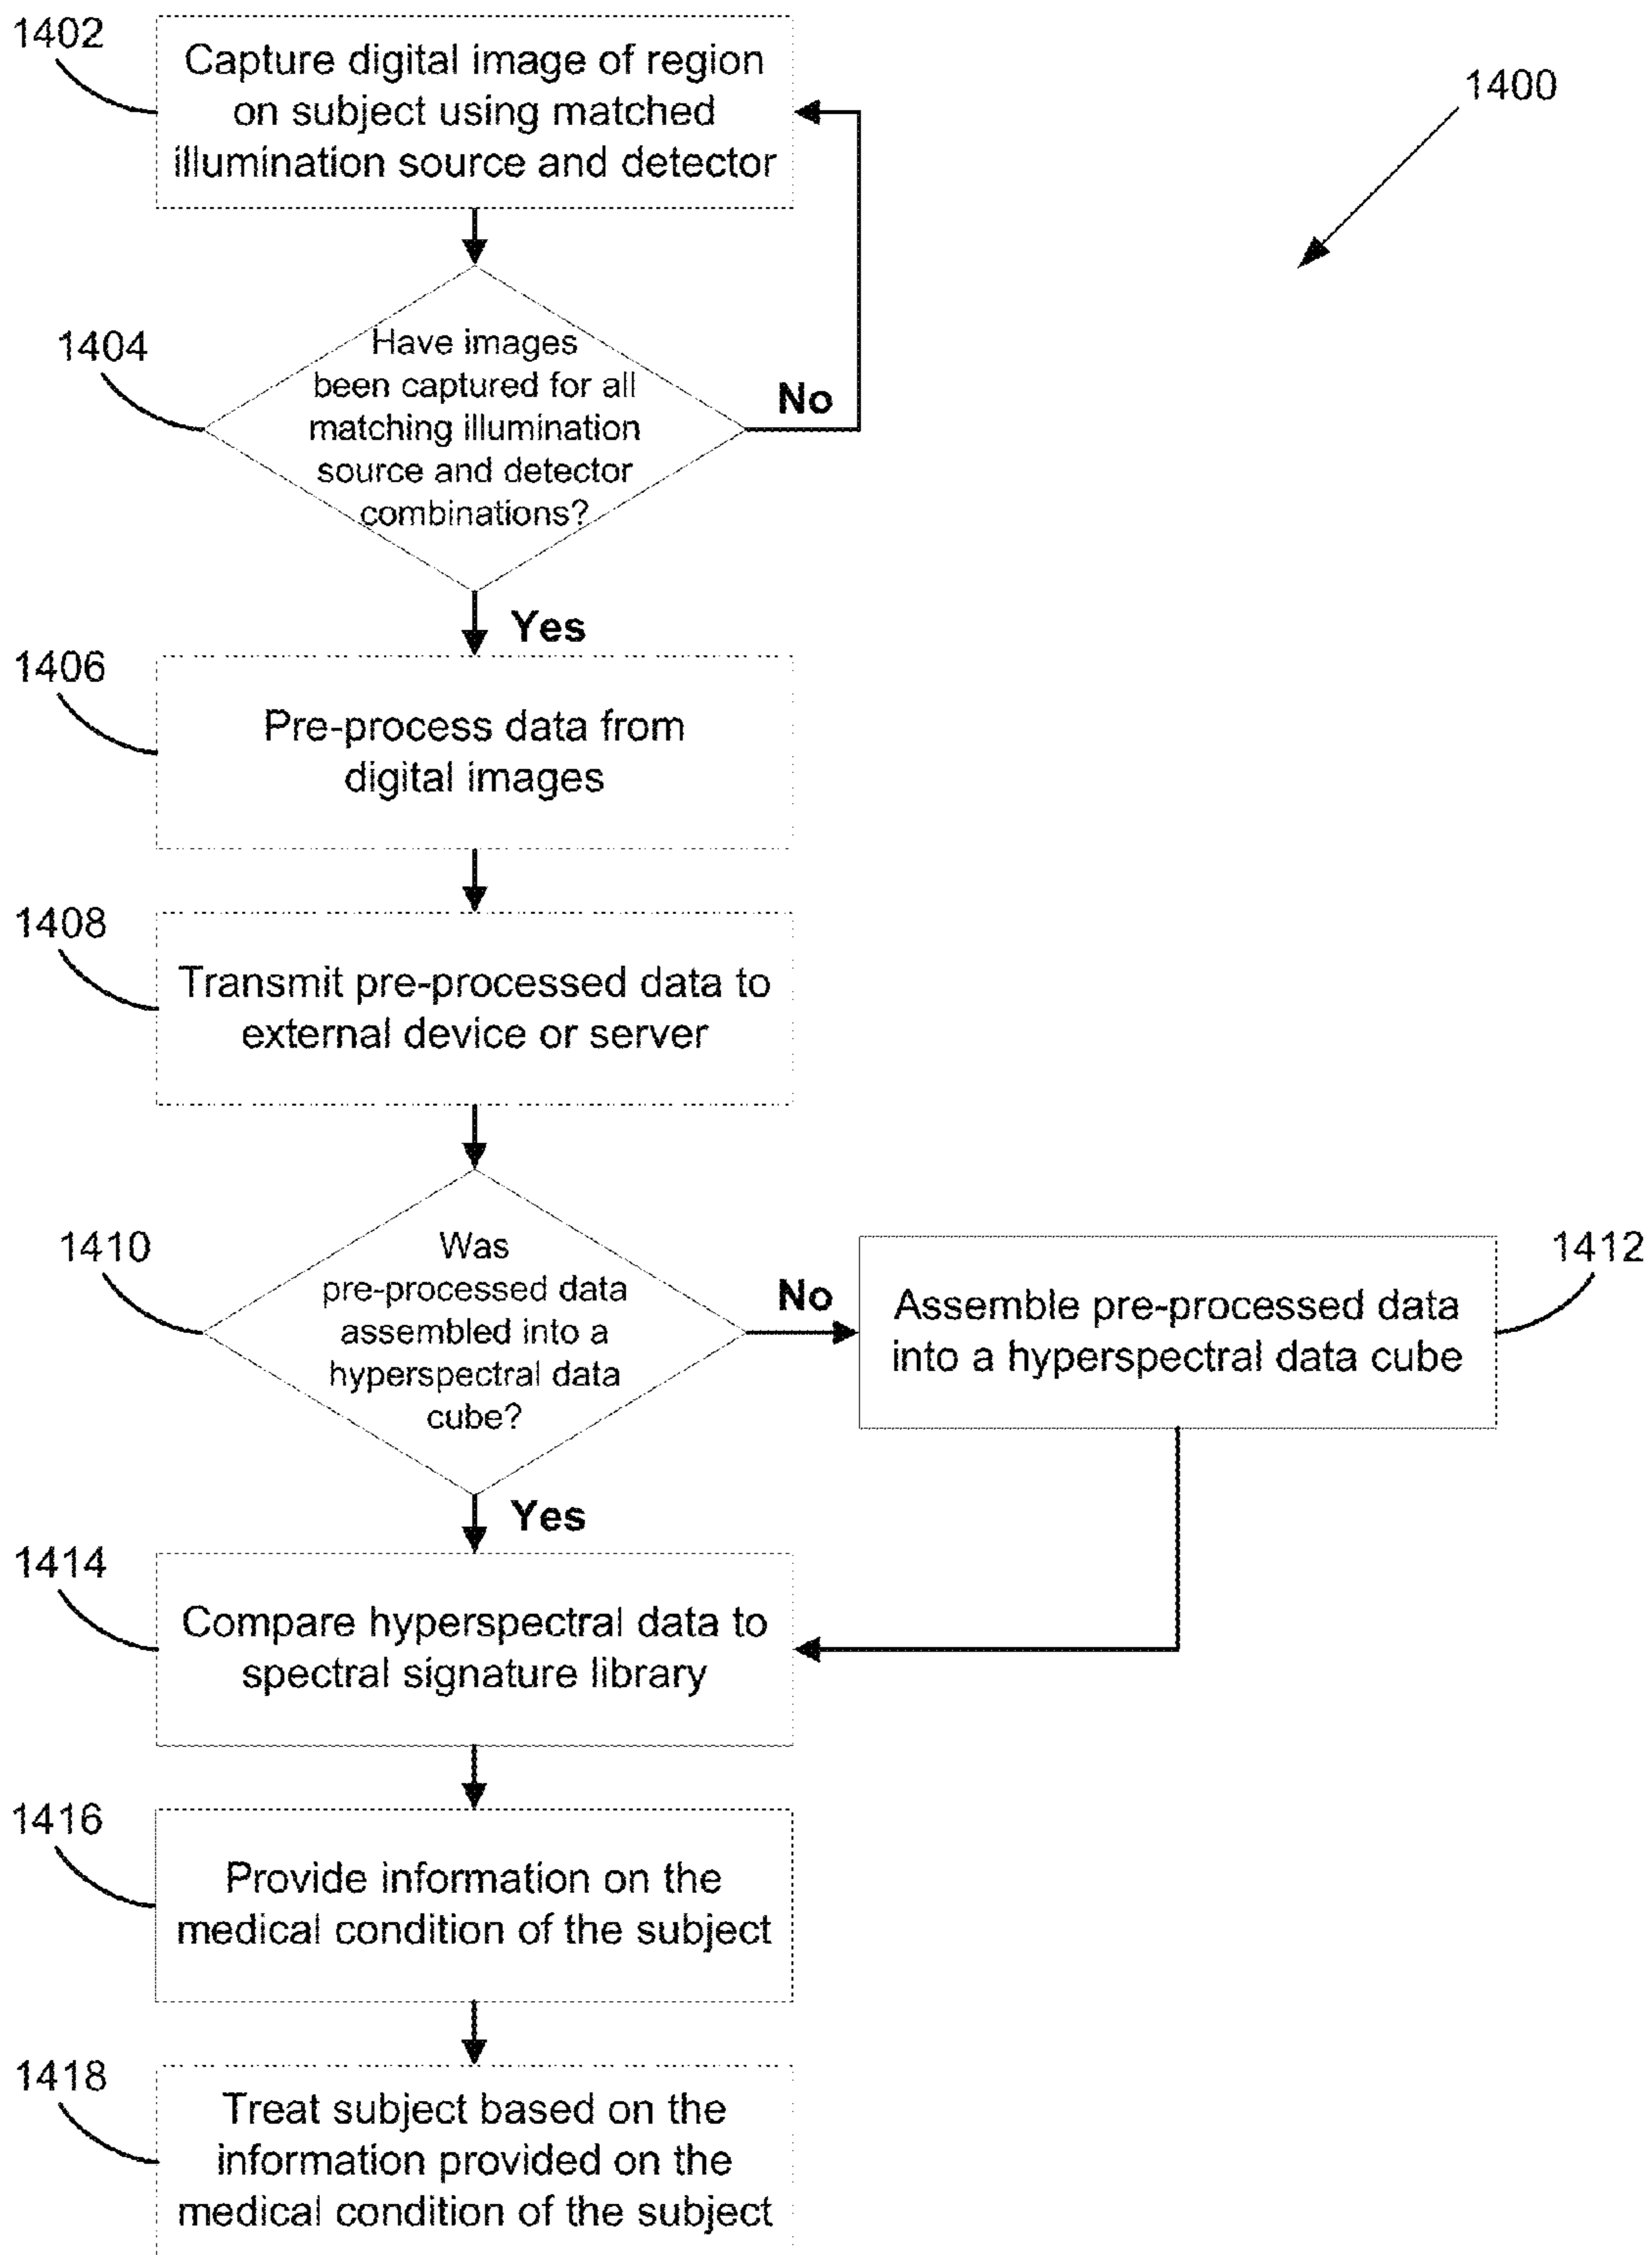 1402
Capture digital image of region
on subject using matched
illumination source and detector
1400
1404
Have images
been captured for all
matching illumination
source and detector
combinations?
No
Yes
1406
Pre-process data from
digital images
1408
Transmit pre-processed data to
external device or server
1410
Was
pre-processed data
assembled into a
hyperspectral data
cube?
No
1412
Assemble pre-processed data
into a hyperspectral data cube
Yes
1414
Compare hyperspectral data to
spectral signature library
1416
Provide information on the
medical condition of the subject
1418
Treat subject based on the
information provided on the
medical condition of the subject